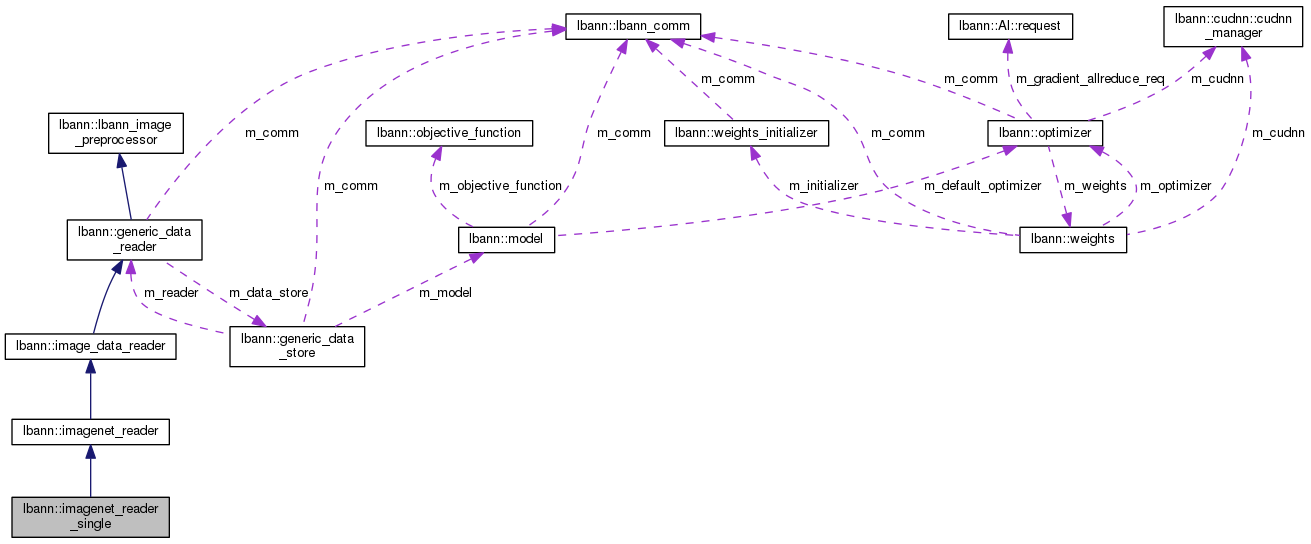 lbann::lbann_comm
lbann::Al::request
lbann::cudnn::cudnn
_manager
m_comm
m_gradient_allreduce_req
m_cudnn
m_comm
lbann::lbann_image
_preprocessor
m_comm
lbann::objective_function
m_comm
lbann::weights_initializer
m_comm
lbann::optimizer
m_cudnn
m_comm
m_objective_function
m_initializer
m_default_optimizer
m_weights
m_optimizer
lbann::generic_data
_reader
lbann::model
lbann::weights
m_reader
m_data_store
m_model
lbann::image_data_reader
lbann::generic_data
_store
lbann::imagenet_reader
lbann::imagenet_reader
_single